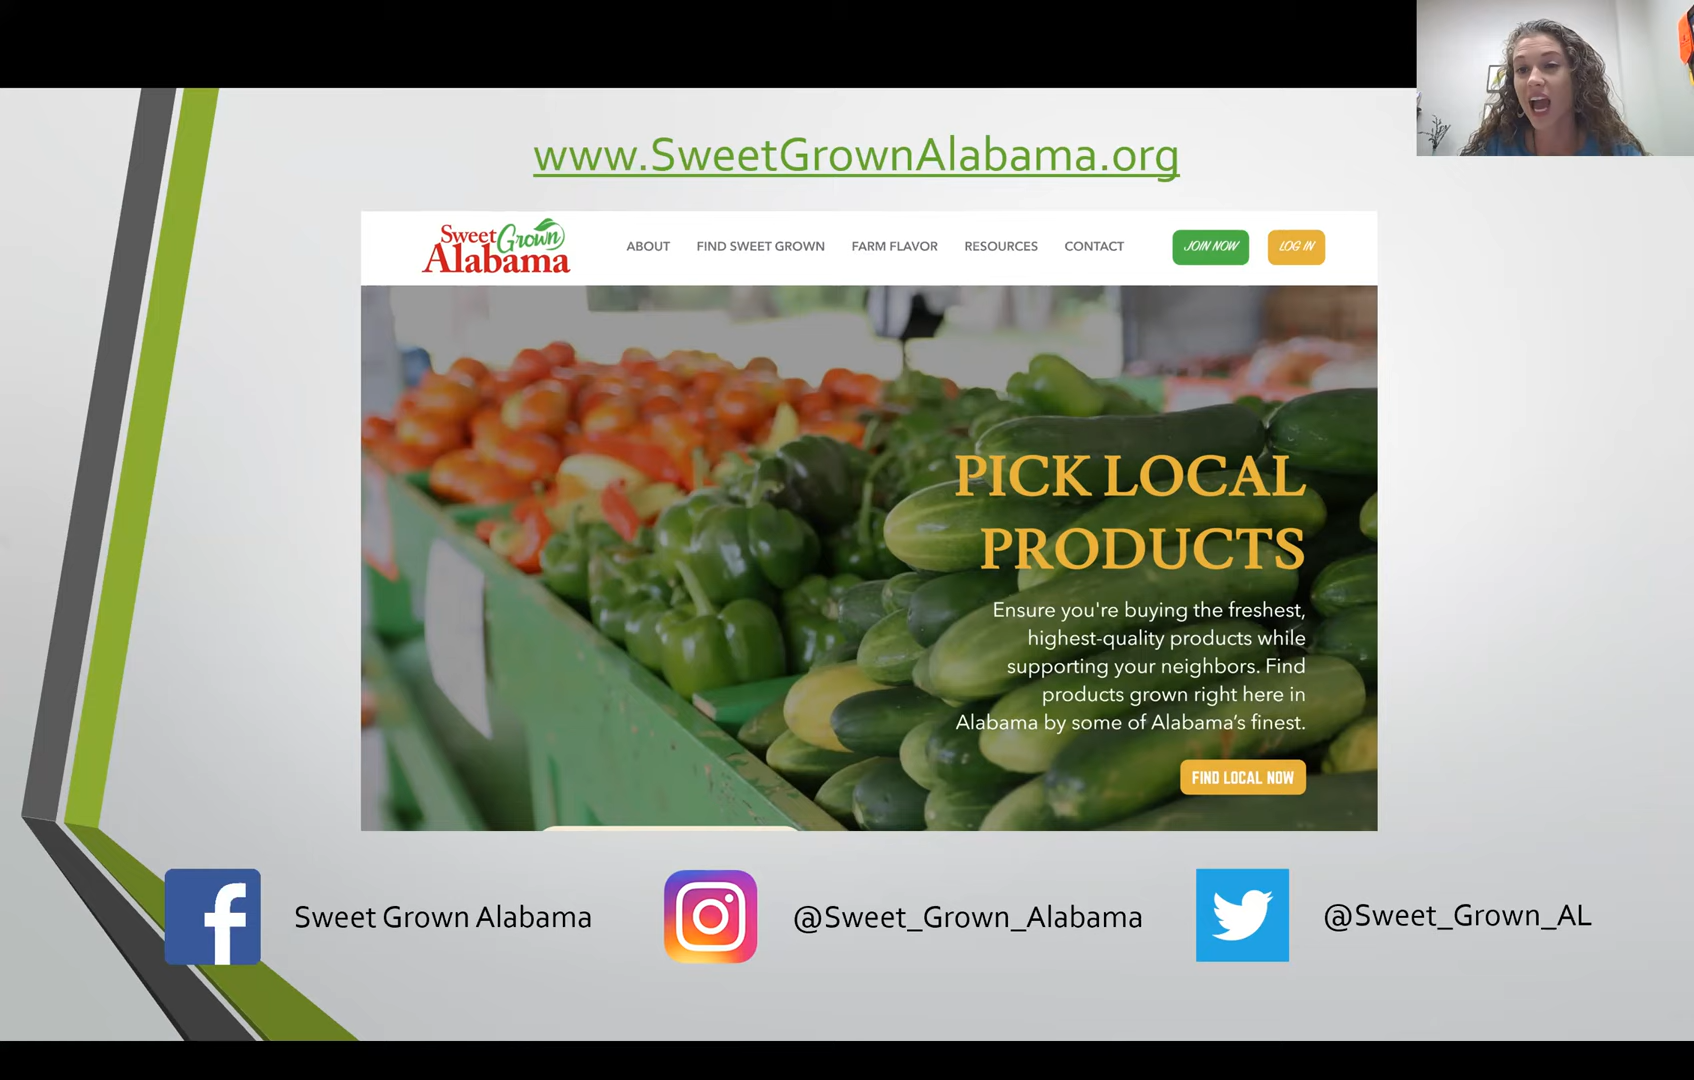 www.SweetGrownAlabama.org
Sweet Grown
Alabama
ABOUT FIND SWEET GROWN FARM FLAVOR RESOURCES CONTACT JOIN NOW LOG IN
PICK LOCAL
PRODUCTS
Ensure you're buying the freshest,
highest-quality products while
supporting your neighbors. Find
products grown right here in
Alabama by some of Alabama’s finest.
FIND LOCAL NOW
Sweet Grown Alabama @Sweet_Grown_Alabama @Sweet_Grown_AL